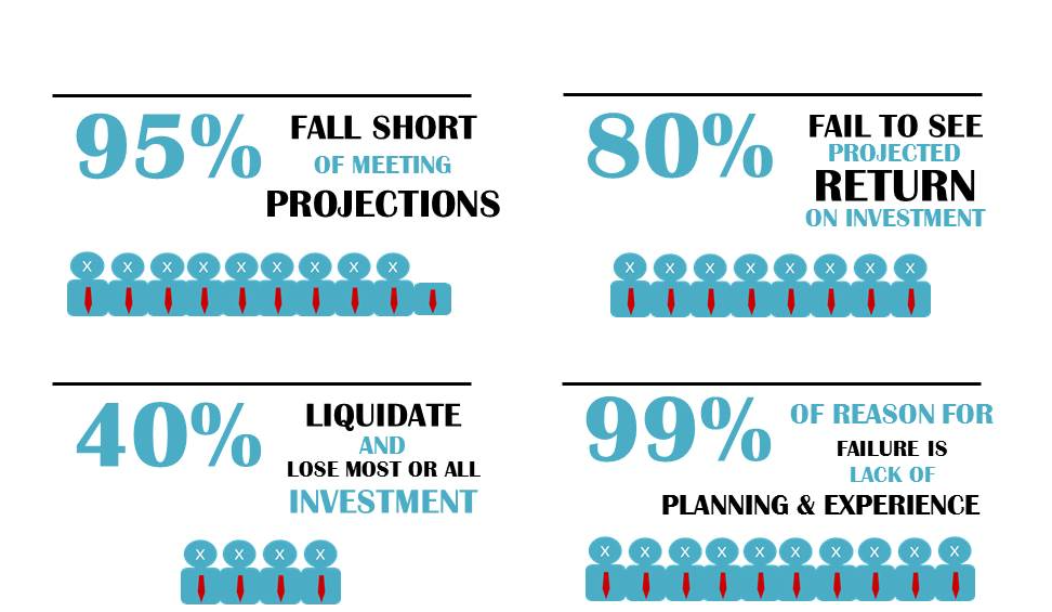 95%
FALL SHORT
OF MEETING
PROJECTIONS
X X X X X X X X X
80%
FAIL TO SEE
PROJECTED
RETURN
ON INVESTMENT
X X X X X X X X
40%
LIQUIDATE
AND
LOSE MOST OR ALL
INVESTMENT
X X X X
99%
OF REASON FOR
FAILURE IS
LACK OF
PLANNING & EXPERIENCE
X X X X X X X X X X